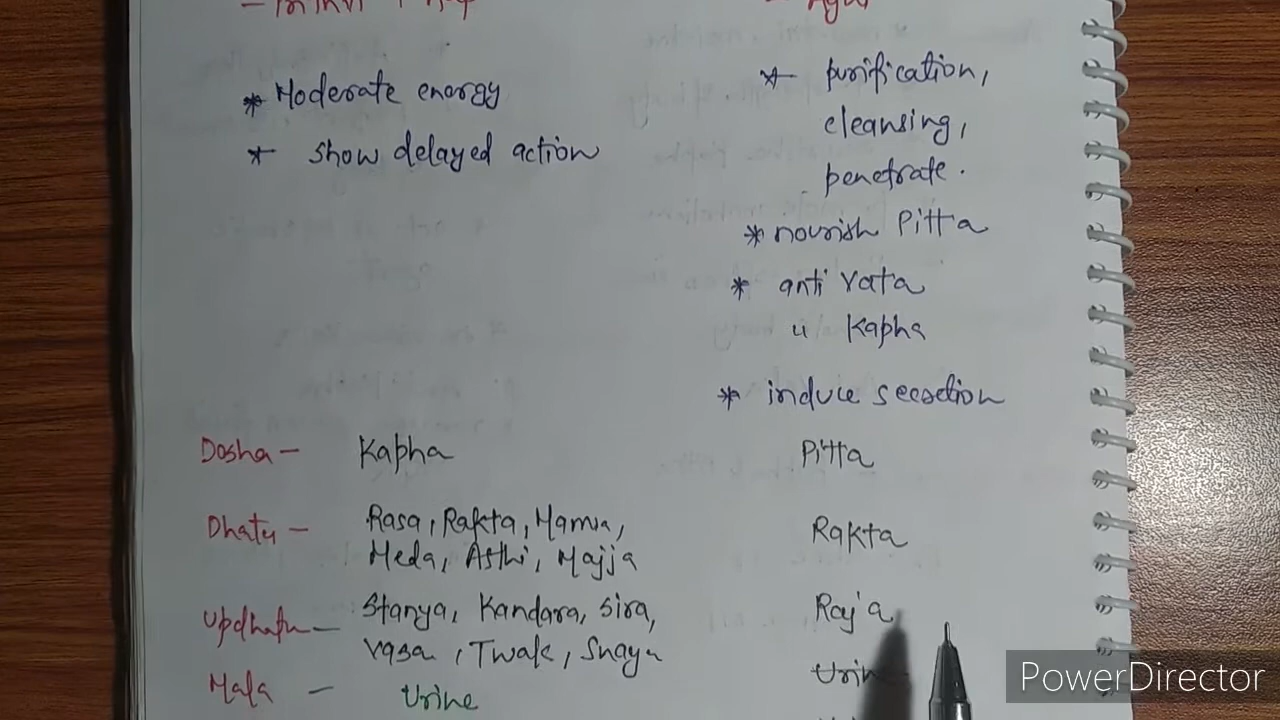 * Moderate energy
* show delayed action
* purification,
cleansing,
penetrate.
* nourish Pitta
* anti Vata
u Kapha
* induce secretion
Dosha – Kapha Pitta
Dhatu – Rasa, Rakta, Mamsa, Rakta
Meda, Asthi, Majja
Updhatu – Stanya, Kandara, Sira, Raja
Vasa, Twak, Snayu
Mala – Urine
PowerDirector